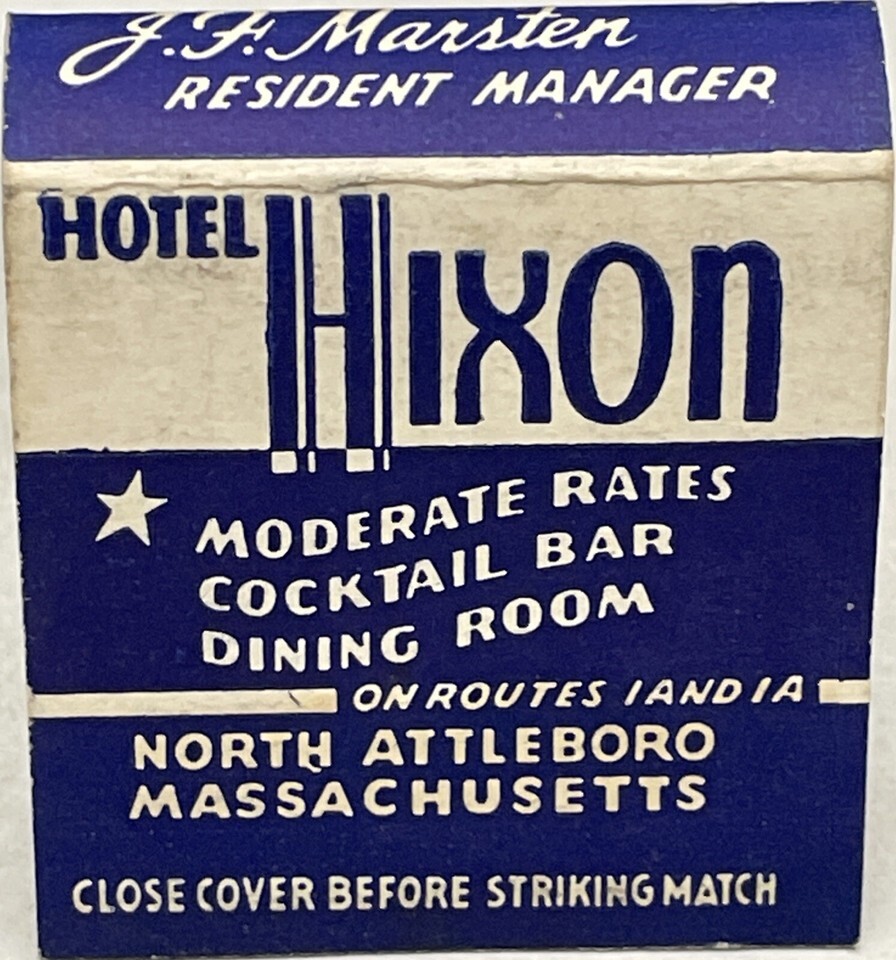 J.F. Marsten
RESIDENT MANAGER
HOTEL HIXON
MODERATE RATES
COCKTAIL BAR
DINING ROOM
ON ROUTES 1 AND 1A
NORTH ATTLEBORO
MASSACHUSETTS
CLOSE COVER BEFORE STRIKING MATCH